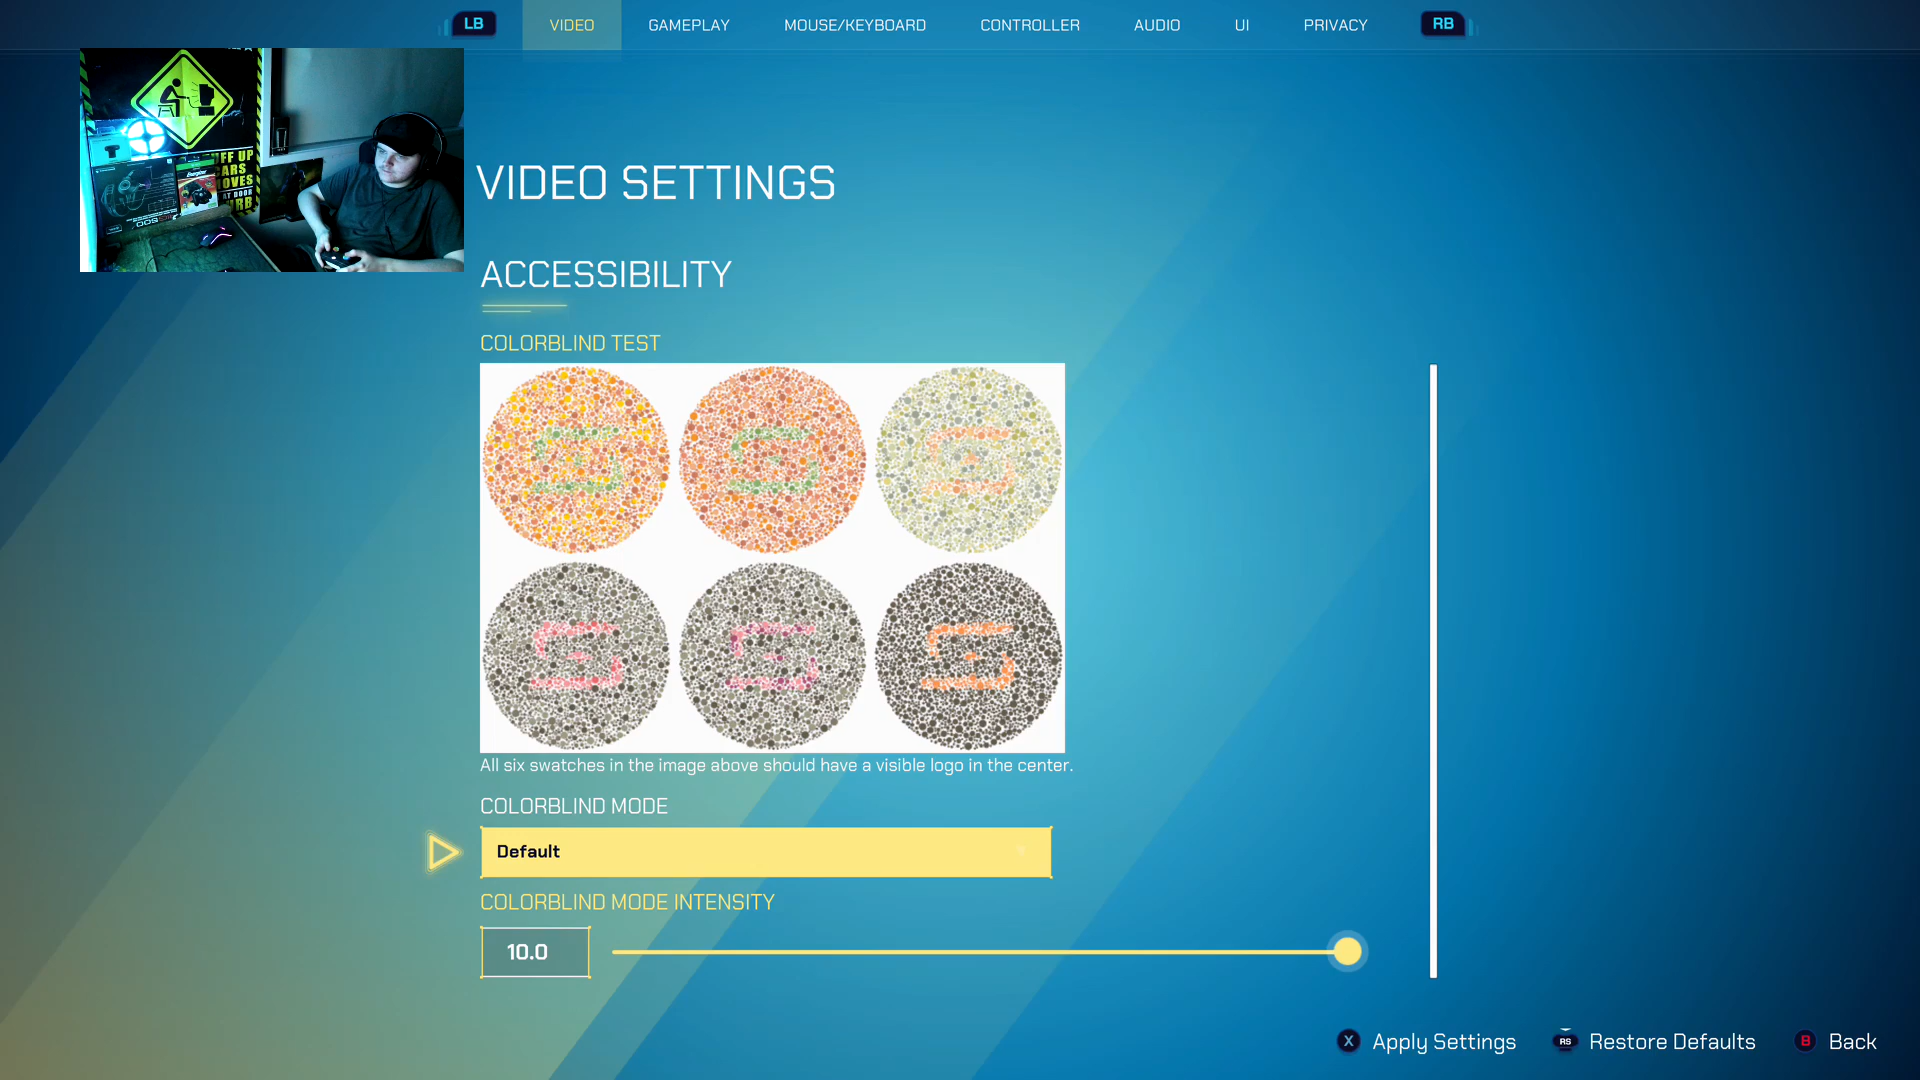 LB
VIDEO
GAMEPLAY
MOUSE/KEYBOARD
CONTROLLER
AUDIO
UI
PRIVACY
RB
VIDEO SETTINGS
ACCESSIBILITY
COLORBLIND TEST
All six swatches in the image above should have a visible logo in the center.
COLORBLIND MODE
Default
COLORBLIND MODE INTENSITY
10.0
X Apply Settings
RS Restore Defaults
B Back